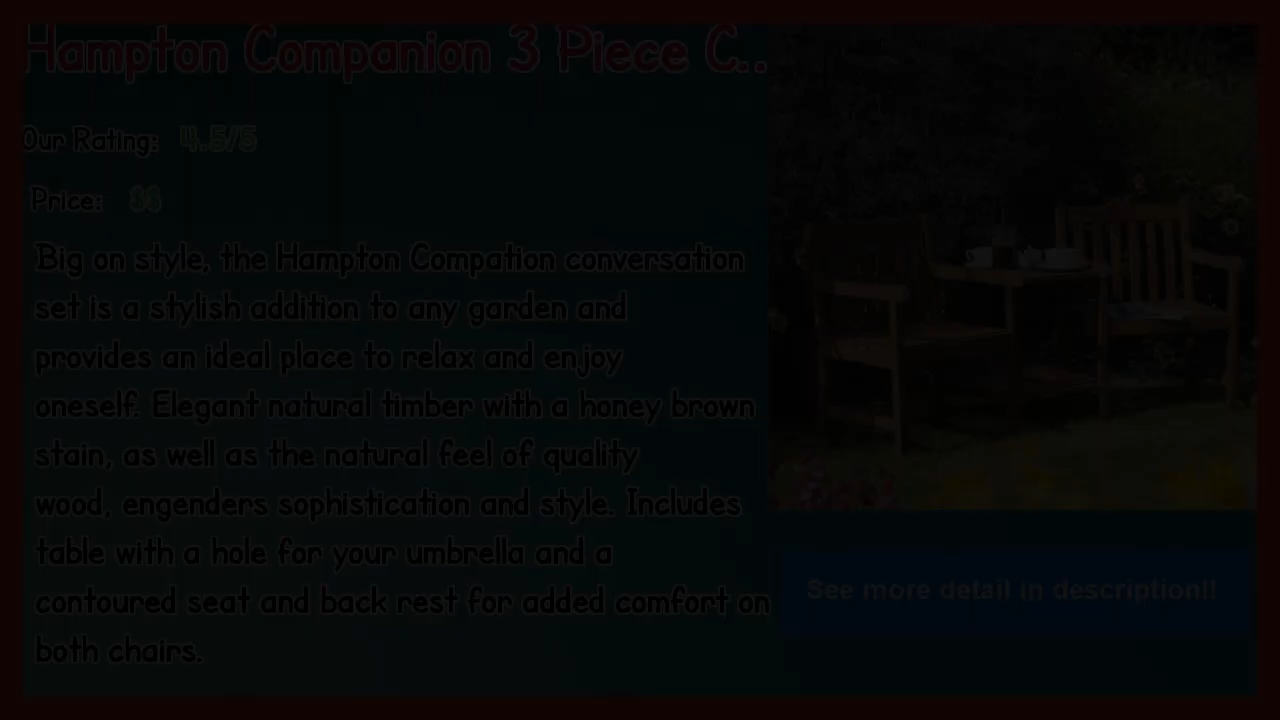 Hampton Companion 3 Piece C..
Our Rating: 4.5/5
Price: $$
Big on style, the Hampton Compation conversation
set is a stylish addition to any garden and
provides an ideal place to relax and enjoy
oneself. Elegant natural timber with a honey brown
stain, as well as the natural feel of quality
wood, engenders sophistication and style. Includes
table with a hole for your umbrella and a
contoured seat and back rest for added comfort on
both chairs.
See more detail in description!!